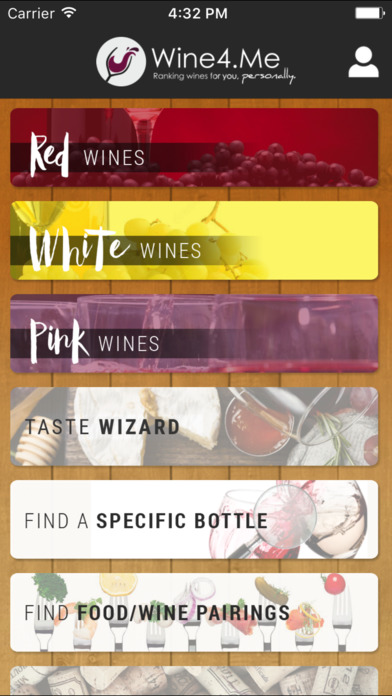 Carrier 4:32 PM
Wine4.Me
Ranking wines for you, personally.
Red WINES
White WINES
Pink WINES
TASTE WIZARD
FIND A SPECIFIC BOTTLE
FIND FOOD/WINE PAIRINGS